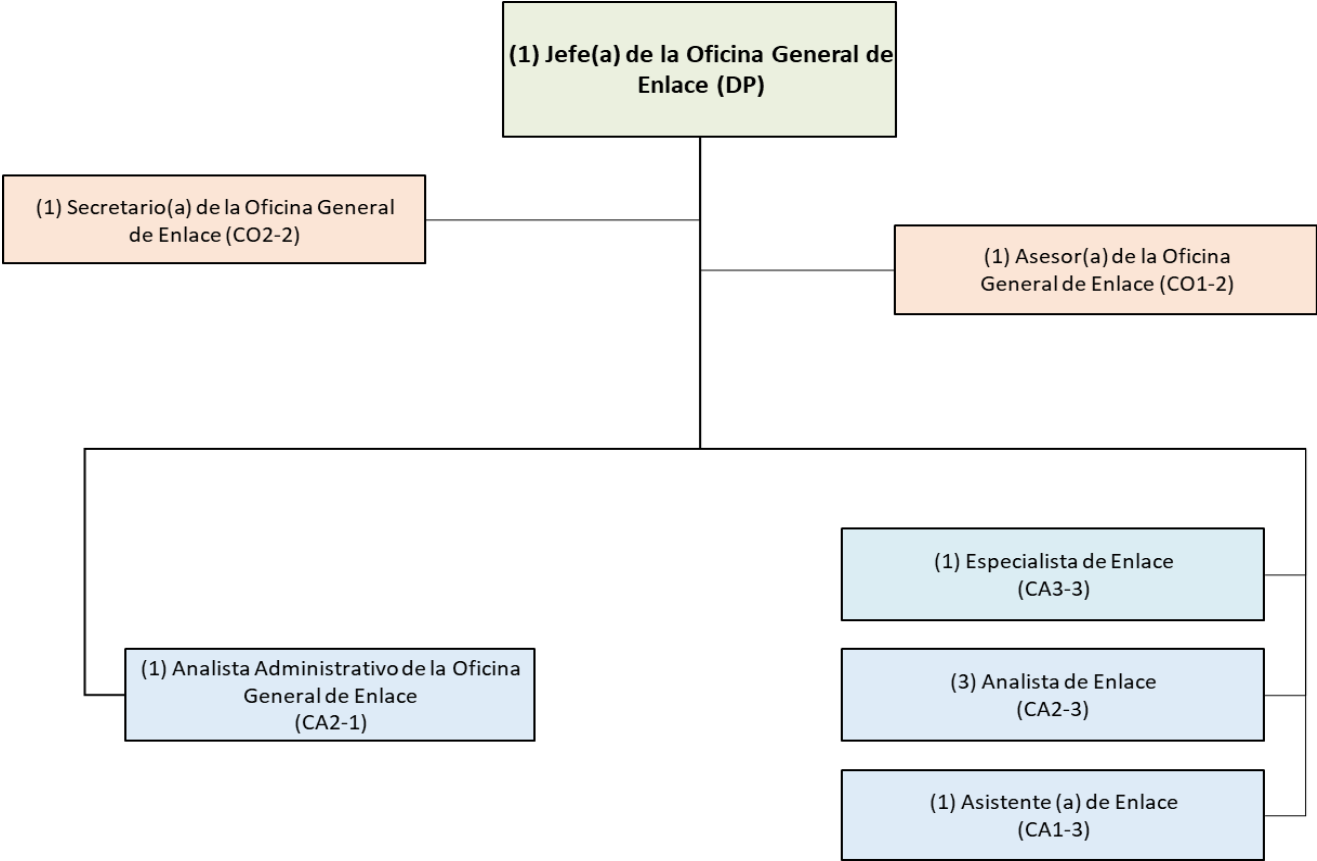 (1) Jefe(a) de la Oficina General de
Enlace (DP)
(1) Secretario(a) de la Oficina General
de Enlace (CO2-2)
(1) Asesor(a) de la Oficina
General de Enlace (CO1-2)
(1) Especialista de Enlace
(CA3-3)
(1) Analista Administrativo de la Oficina
General de Enlace
(CA2-1)
(3) Analista de Enlace
(CA2-3)
(1) Asistente (a) de Enlace
(CA1-3)